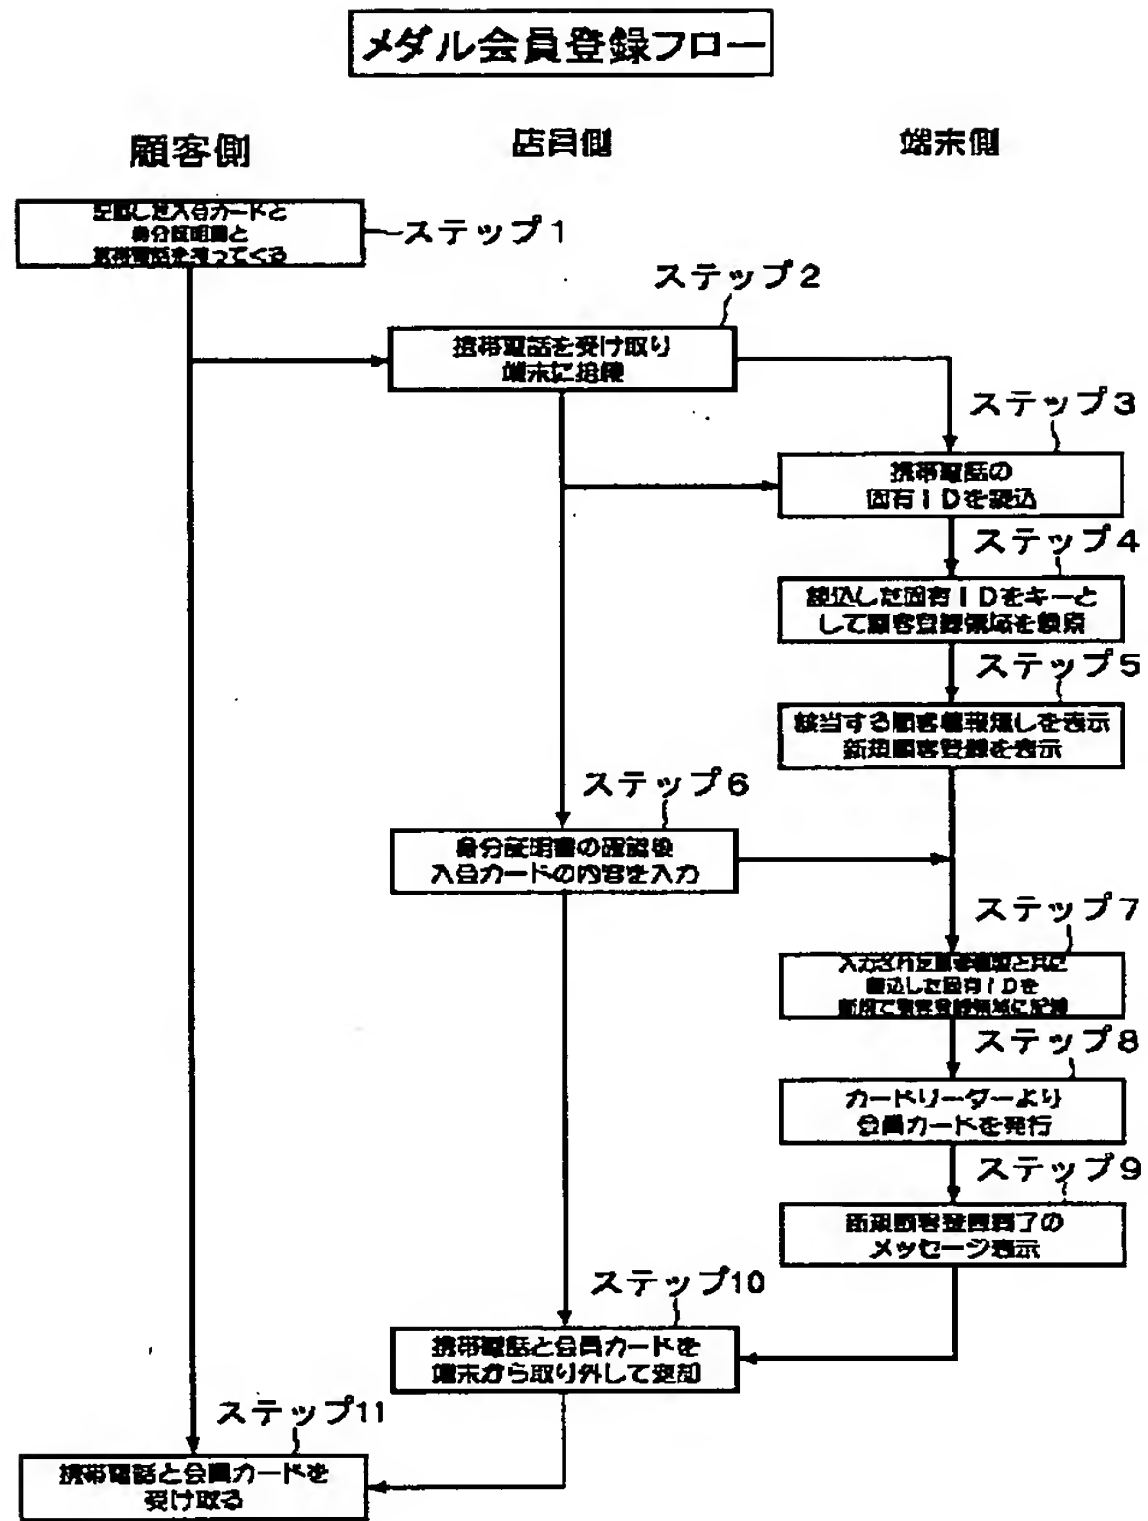 メダル会員登録フロー
顧客側
店員側
端末側
記載した入会カードと
身分証明書と
携帯電話を持ってくる
ステップ1
ステップ2
携帯電話を受け取り
端末に接続
ステップ3
携帯電話の
固有IDを読込
ステップ4
読込した固有IDをキーと
して顧客登録領域を検索
ステップ5
該当する顧客情報無しを表示
新規顧客登録を表示
ステップ6
身分証明書の確認後
入会カードの内容を入力
ステップ7
入力された顧客情報と共に
読込した固有IDを
新規で顧客登録領域に記録
ステップ8
カードリーダーより
会員カードを発行
ステップ9
新規顧客登録完了の
メッセージ表示
ステップ10
携帯電話と会員カードを
端末から取り外して返却
ステップ11
携帯電話と会員カードを
受け取る